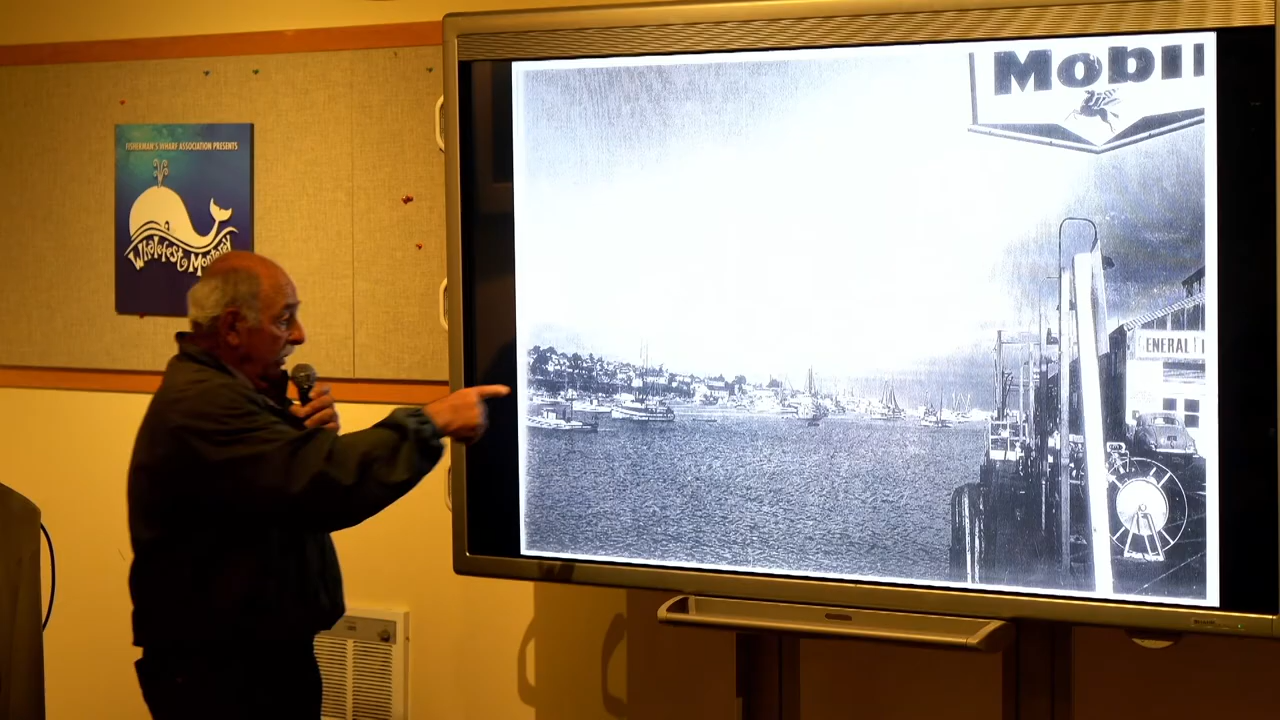 FISHERMAN'S WHARF ASSOCIATION PRESENTS
Whalefest Monterey
Mobil
ENERAL